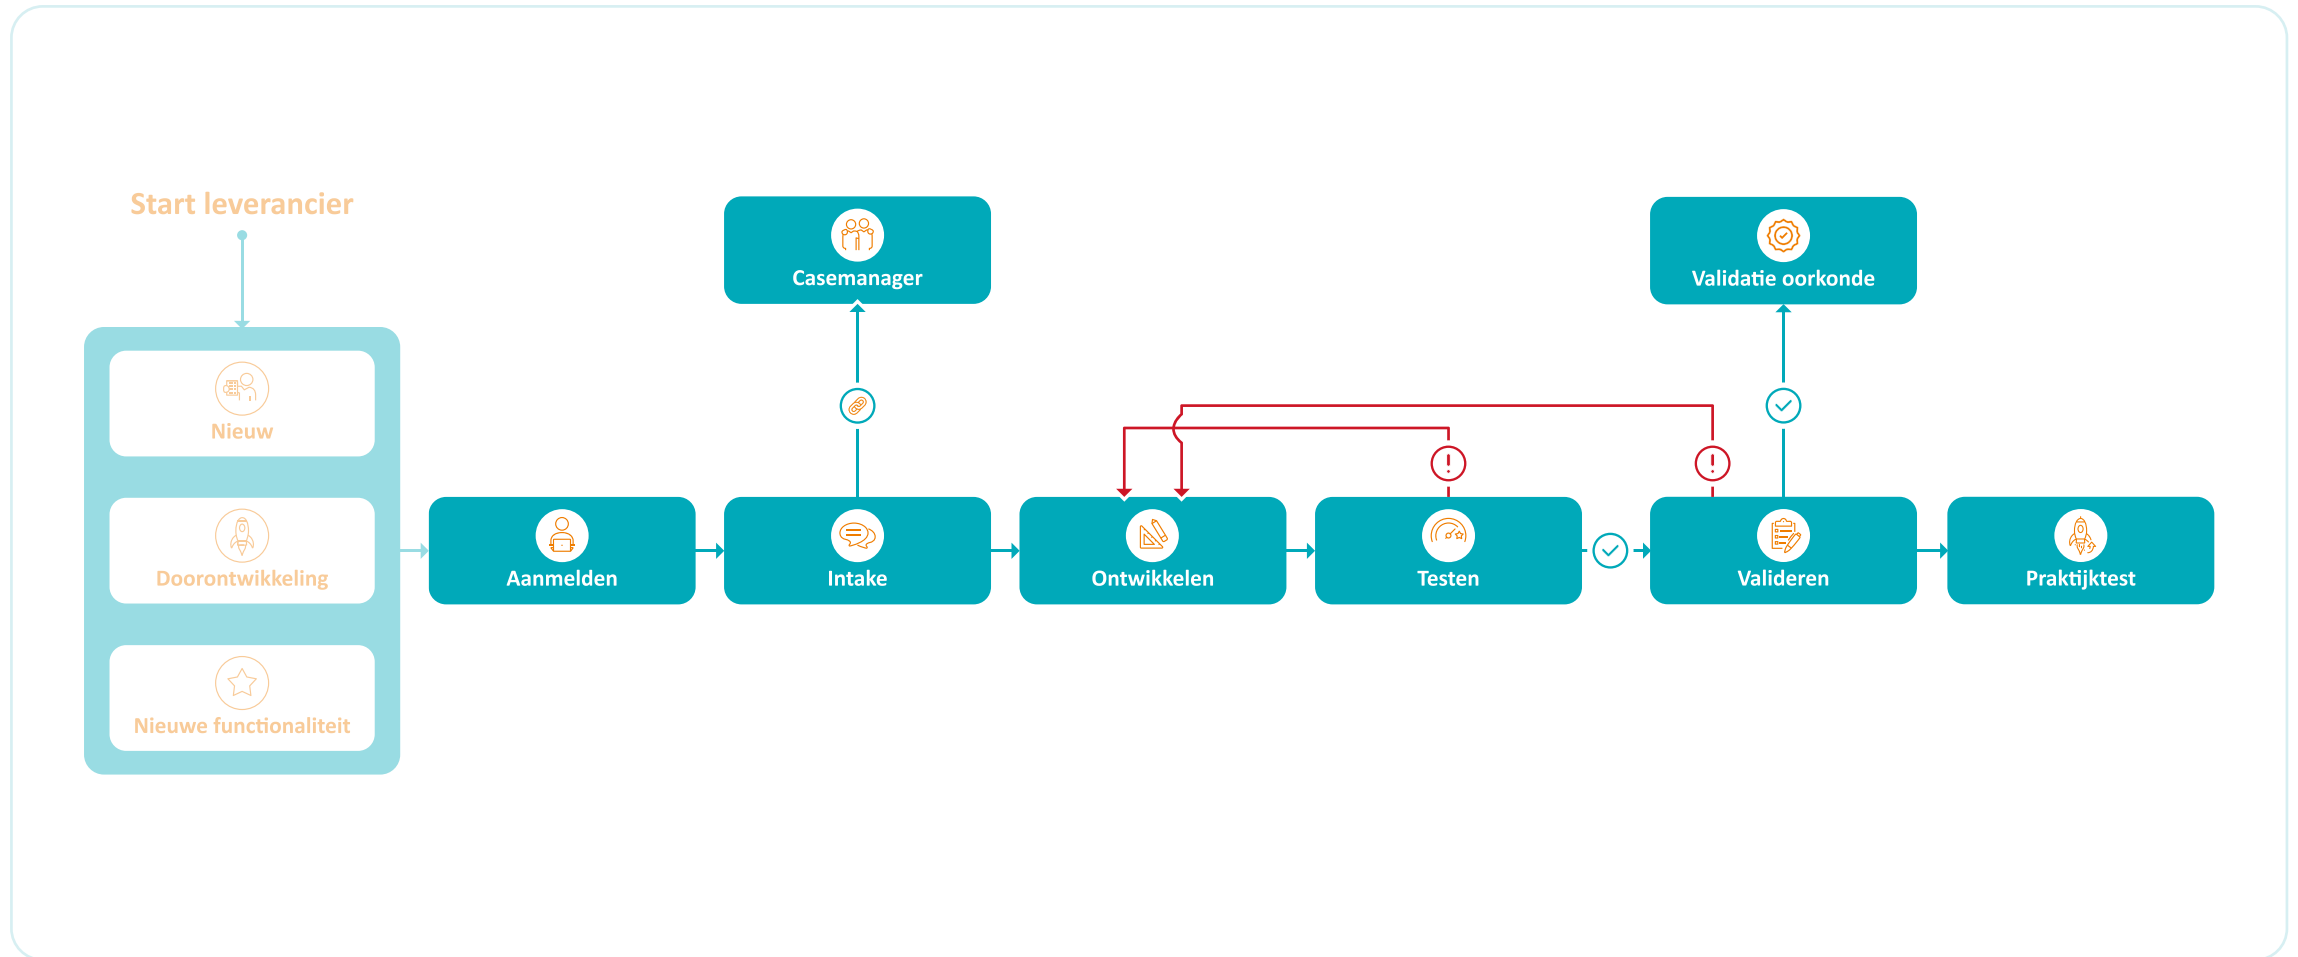 Start leverancier
Nieuw
Doorontwikkeling
Nieuwe functionaliteit
Casemanager
Validatie oorkonde
Aanmelden
Intake
Ontwikkelen
Testen
Valideren
Praktijktest